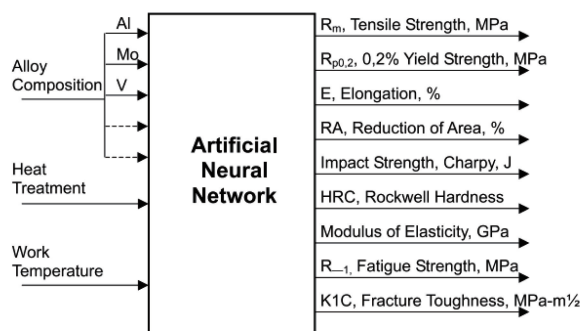 Alloy
Composition
Al
Mo
V
Heat
Treatment
Work
Temperature
Artificial
Neural
Network
Rm, Tensile Strength, MPa
Rp0,2, 0,2% Yield Strength, MPa
E, Elongation, %
RA, Reduction of Area, %
Impact Strength, Charpy, J
HRC, Rockwell Hardness
Modulus of Elasticity, GPa
R—1, Fatigue Strength, MPa
K1C, Fracture Toughness, MPa-m½